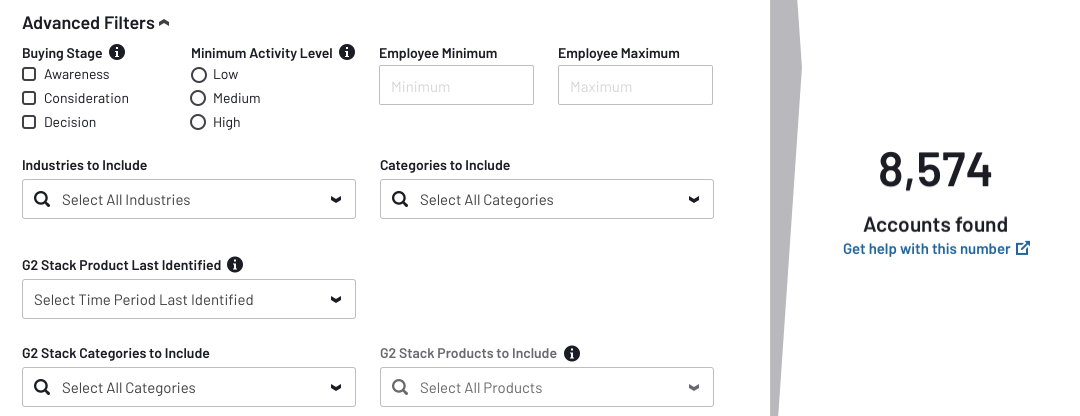 Advanced Filters
Buying Stage
Awareness
Consideration
Decision
Minimum Activity Level
Low
Medium
High
Employee Minimum
Minimum
Employee Maximum
Maximum
Industries to Include
Select All Industries
Categories to Include
Select All Categories
G2 Stack Product Last Identified
Select Time Period Last Identified
G2 Stack Categories to Include
Select All Categories
G2 Stack Products to Include
Select All Products
8,574
Accounts found
Get help with this number